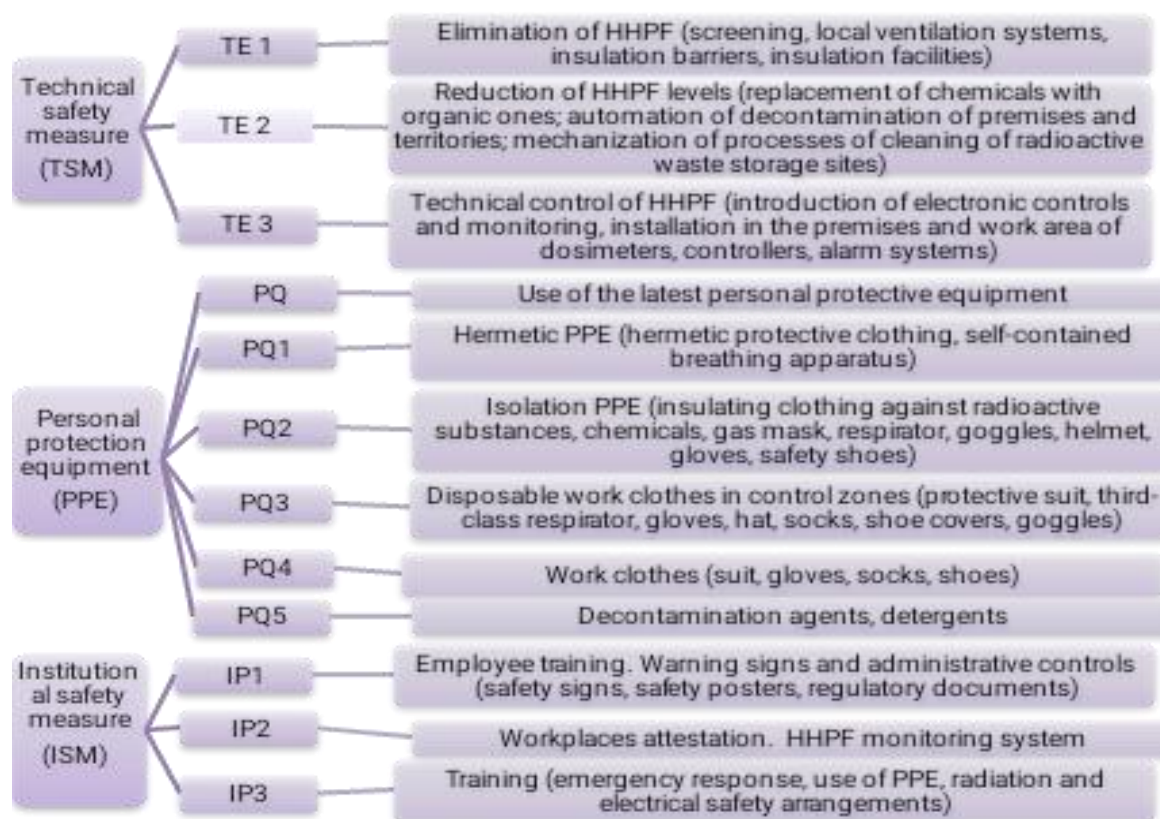 Technical
safety
measure
(TSM)
TE 1
Elimination of HHPF (screening, local ventilation systems,
insulation barriers, insulation facilities)
TE 2
Reduction of HHPF levels (replacement of chemicals with
organic ones; automation of decontamination of premises and
territories; mechanization of processes of cleaning of radioactive
waste storage sites)
TE 3
Technical control of HHPF (introduction of electronic controls
and monitoring, installation in the premises and work area of
dosimeters, controllers, alarm systems)
Personal
protection
equipment
(PPE)
PQ
Use of the latest personal protective equipment
PQ1
Hermetic PPE (hermetic protective clothing, self-contained
breathing apparatus)
PQ2
Isolation PPE (insulating clothing against radioactive
substances, chemicals, gas mask, respirator, goggles, helmet,
gloves, safety shoes)
PQ3
Disposable work clothes in control zones (protective suit, third-
class respirator, gloves, hat, socks, shoe covers, goggles)
PQ4
Work clothes (suit, gloves, socks, shoes)
PQ5
Decontamination agents, detergents
Institution
al safety
measure
(ISM)
IP1
Employee training. Warning signs and administrative controls
(safety signs, safety posters, regulatory documents)
IP2
Workplaces attestation. HHPF monitoring system
IP3
Training (emergency response, use of PPE, radiation and
electrical safety arrangements)